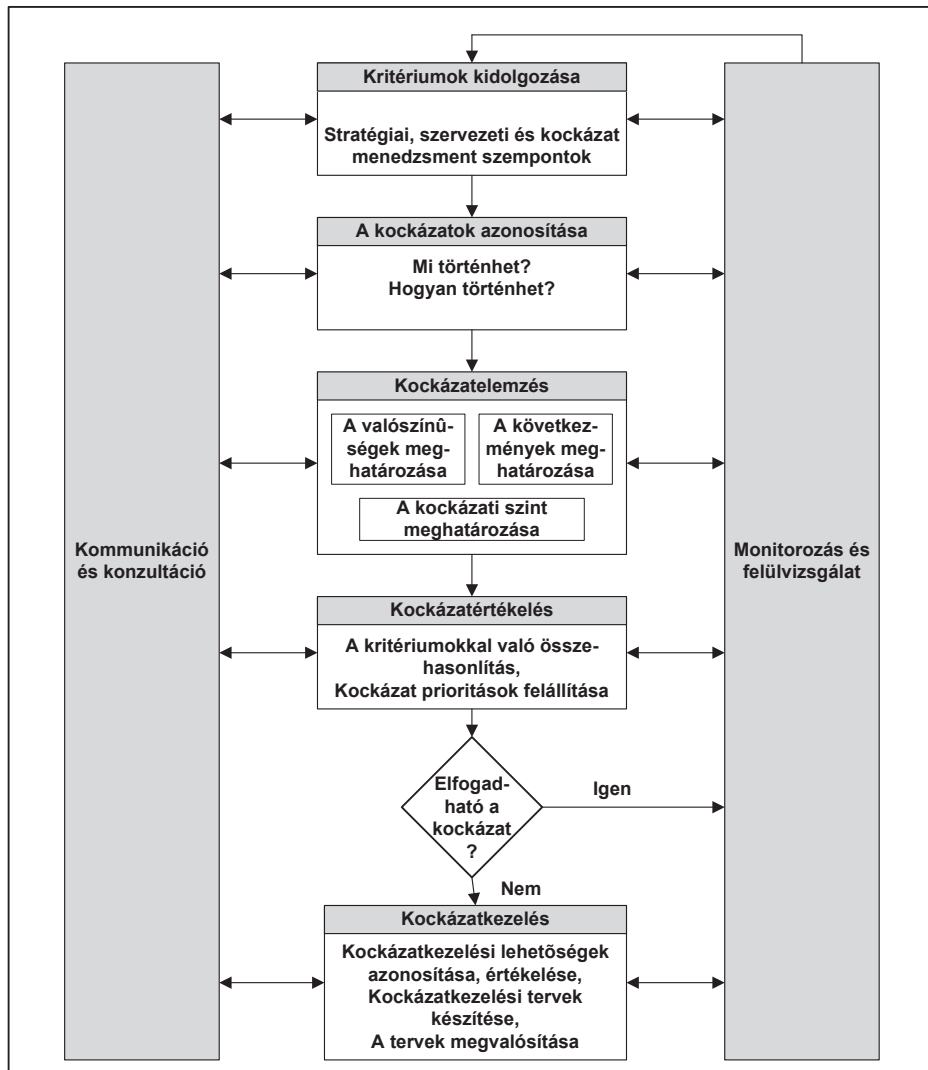 Kritériumok kidolgozása
Stratégiai, szervezeti és kockázat
menedzsment szempontok
A kockázatok azonosítása
Mi történhet?
Hogyan történhet?
Kockázatelemzés
A valószínû-
ségek meg-
határozása
A következ-
mények meg-
határozása
A kockázati szint
meghatározása
Kommunikáció
és konzultáció
Monitorozás és
felülvizsgálat
Kockázatértékelés
A kritériumokkal való össze-
hasonlítás,
Kockázat prioritások felállítása
Elfogad-
ható a
kockázat
?
Igen
Nem
Kockázatkezelés
Kockázatkezelési lehetõségek
azonosítása, értékelése,
Kockázatkezelési tervek
készítése,
A tervek megvalósítása